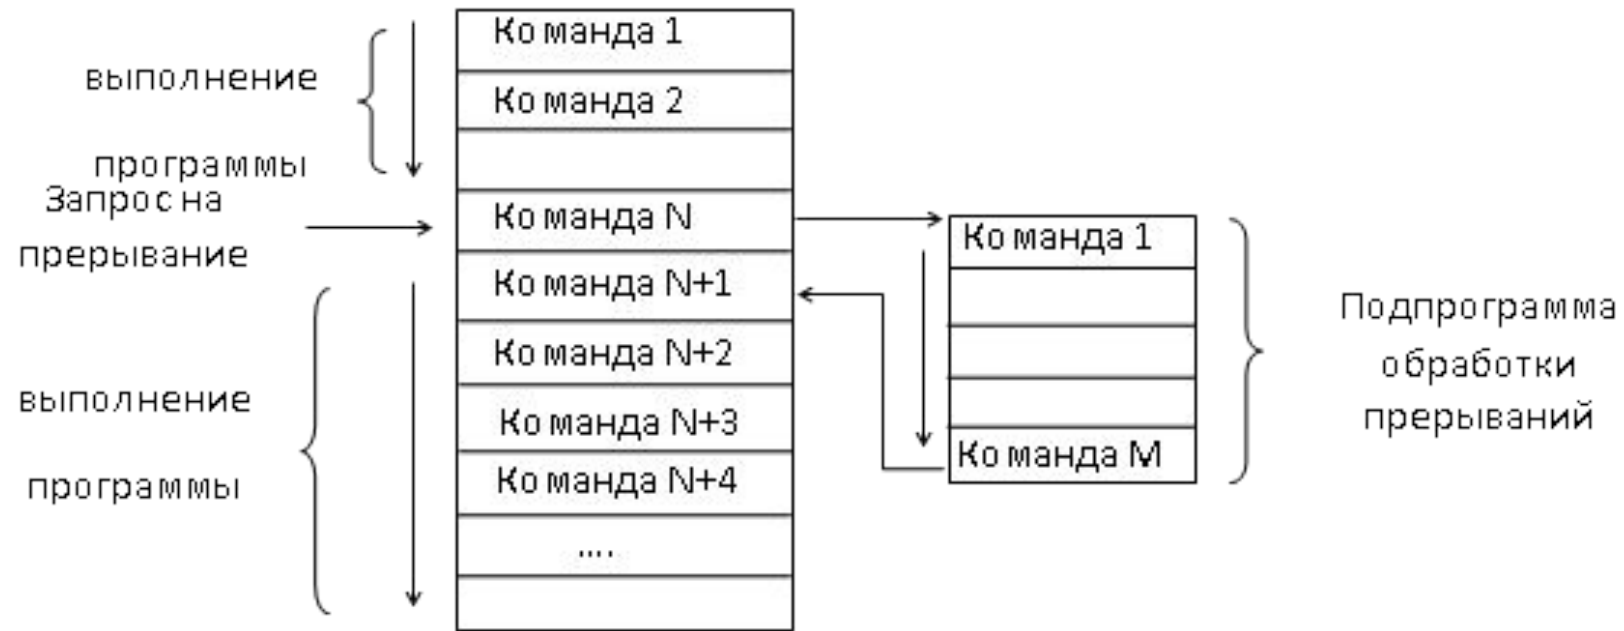 выполнение
программы
Запрос на
прерывание
выполнение
программы
Команда 1
Команда 2
Команда N
Команда N+1
Команда N+2
Команда N+3
Команда N+4
....
Команда 1
Команда M
Подпрограмма
обработки
прерываний